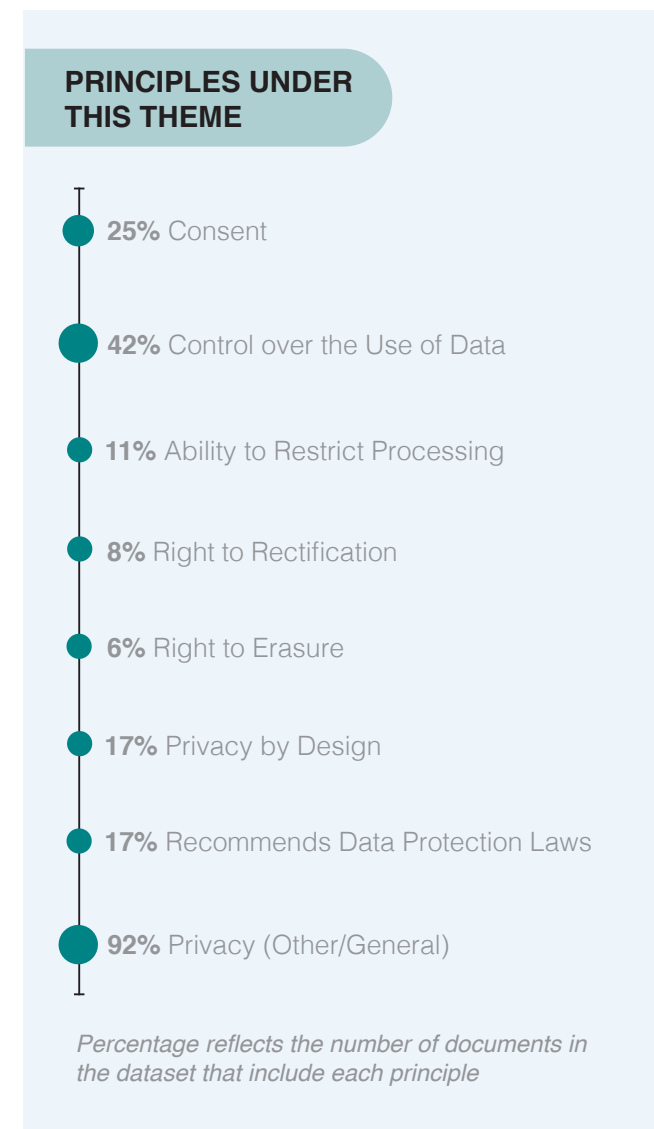 PRINCIPLES UNDER
THIS THEME
25% Consent
42% Control over the Use of Data
11% Ability to Restrict Processing
8% Right to Rectification
6% Right to Erasure
17% Privacy by Design
17% Recommends Data Protection Laws
92% Privacy (Other/General)
Percentage reflects the number of documents in
the dataset that include each principle